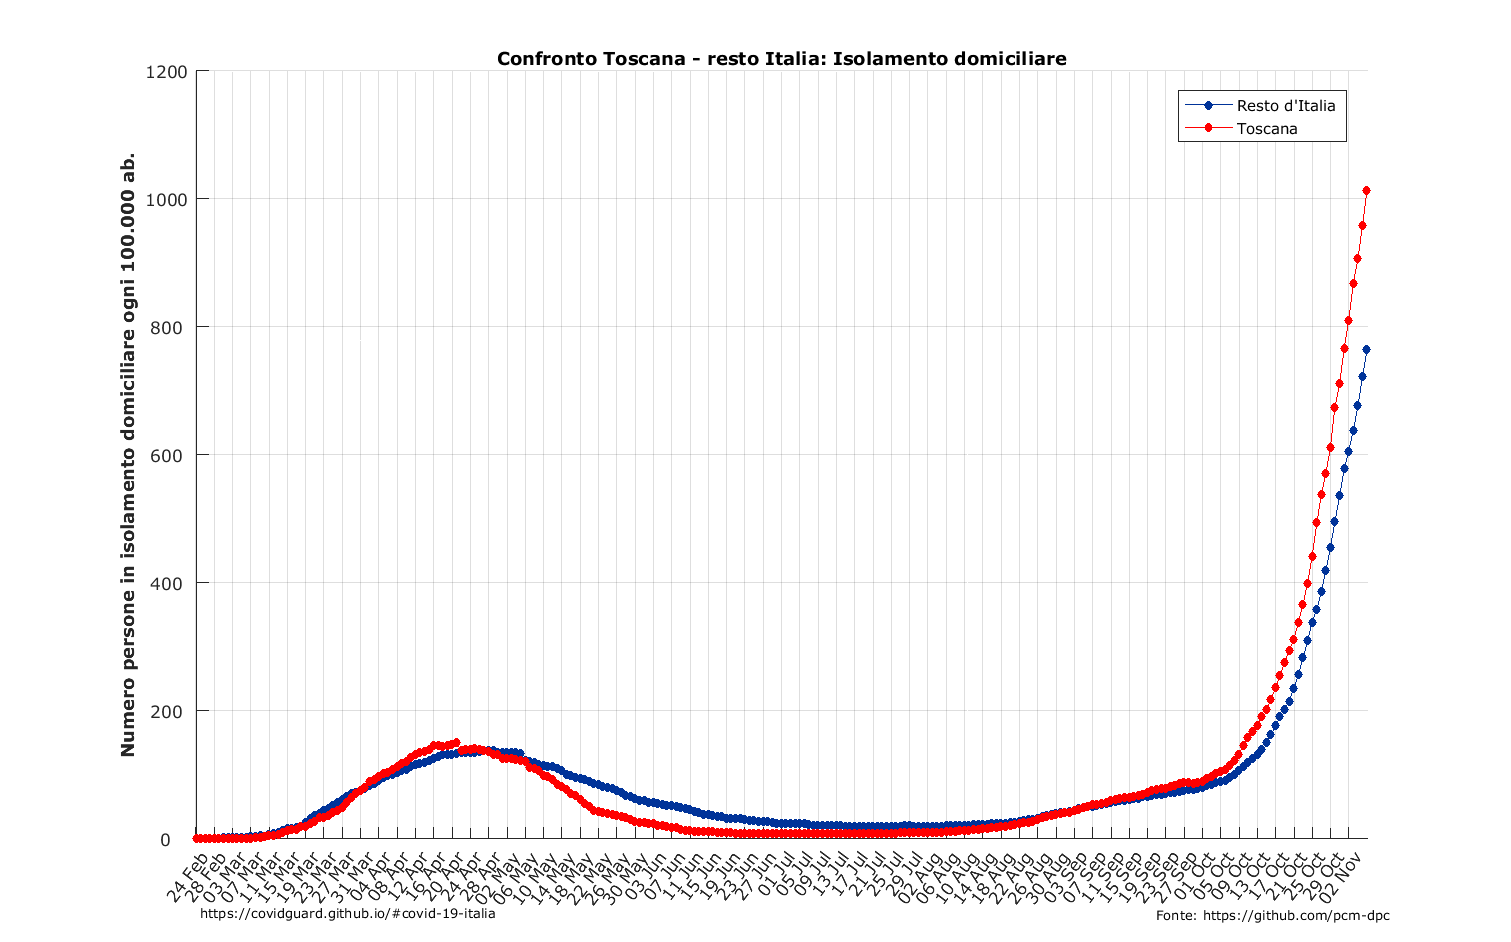 Confronto Toscana - resto Italia: Isolamento domiciliare
Resto d'Italia
Toscana
Numero persone in isolamento domiciliare ogni 100.000 ab.
1200
1000
800
600
400
200
0
24 Feb
28 Feb
03 Mar
07 Mar
11 Mar
15 Mar
19 Mar
23 Mar
27 Mar
31 Mar
04 Apr
08 Apr
12 Apr
16 Apr
20 Apr
24 Apr
28 Apr
02 May
06 May
10 May
14 May
18 May
22 May
26 May
30 May
03 Jun
07 Jun
11 Jun
15 Jun
19 Jun
23 Jun
27 Jun
01 Jul
05 Jul
09 Jul
13 Jul
17 Jul
21 Jul
25 Jul
29 Jul
02 Aug
06 Aug
10 Aug
14 Aug
18 Aug
22 Aug
26 Aug
30 Aug
03 Sep
07 Sep
11 Sep
15 Sep
19 Sep
23 Sep
27 Sep
01 Oct
05 Oct
09 Oct
13 Oct
17 Oct
21 Oct
25 Oct
29 Oct
02 Nov
https://covidguard.github.io/#covid-19-italia
Fonte: https://github.com/pcm-dpc